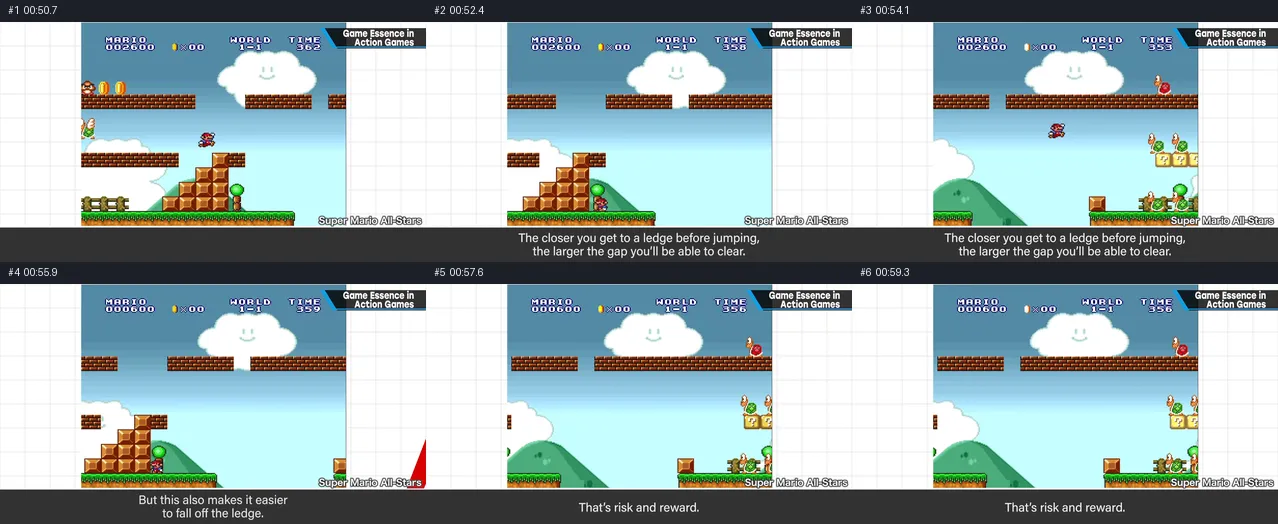 #1 00:50.7
MARIO WORLD TIME
002600 ×00 1-1 362
Game Essence in
Action Games
Super Mario All-Stars
#2 00:52.4
MARIO WORLD TIME
002600 ×00 1-1 358
Game Essence in
Action Games
Super Mario All-Stars
The closer you get to a ledge before jumping,
the larger the gap you'll be able to clear.
#3 00:54.1
MARIO WORLD TIME
002600 ×00 1-1 353
Game Essence in
Action Games
Super Mario All-Stars
The closer you get to a ledge before jumping,
the larger the gap you'll be able to clear.
#4 00:55.9
MARIO WORLD TIME
000600 ×00 1-1 359
Game Essence in
Action Games
Super Mario All-Stars
But this also makes it easier
to fall off the ledge.
#5 00:57.6
MARIO WORLD TIME
000600 ×00 1-1 356
Game Essence in
Action Games
Super Mario All-Stars
That's risk and reward.
#6 00:59.3
MARIO WORLD TIME
000600 ×00 1-1 356
Game Essence in
Action Games
Super Mario All-Stars
That's risk and reward.